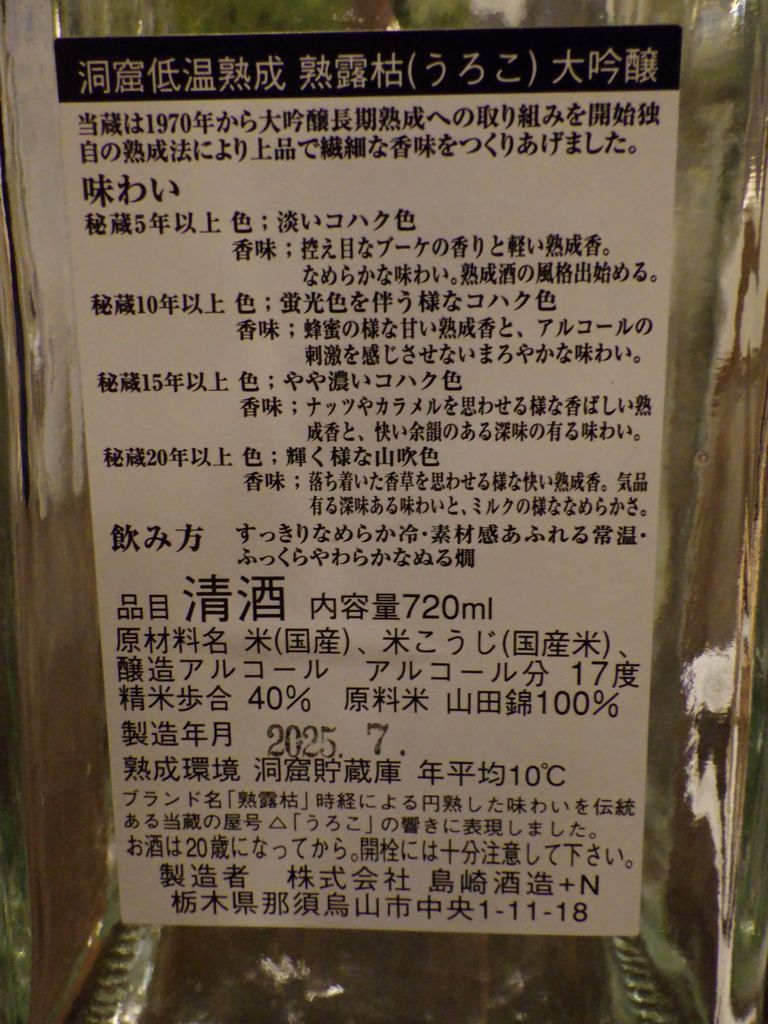 洞窟低温熟成 熟露枯(うろこ) 大吟醸
当蔵は1970年から大吟醸長期熟成への取り組みを開始独
自の熟成法により上品で繊細な香味をつくりあげました。
味わい
秘蔵5年以上 色；淡いコハク色
香味；控え目なブーケの香りと軽い熟成香。
なめらかな味わい。熟成酒の風格出始める。
秘蔵10年以上 色；蛍光色を伴う様なコハク色
香味；蜂蜜の様な甘い熟成香と、アルコールの
刺激を感じさせないまろやかな味わい。
秘蔵15年以上 色；やや濃いコハク色
香味；ナッツやカラメルを思わせる様な香ばしい熟
成香と、快い余韻のある深味の有る味わい。
秘蔵20年以上 色；輝く様な山吹色
香味；落ち着いた香草を思わせる様な快い熟成香。気品
有る深味ある味わいと、ミルクの様ななめらかさ。
飲み方 すっきりなめらか冷・素材感あふれる常温・
ふっくらやわらかなぬる燗
品目 清酒 内容量720ml
原材料名 米(国産)、米こうじ(国産米)、
醸造アルコール アルコール分 17度
精米歩合 40% 原料米 山田錦100%
製造年月 2025. 7.
熟成環境 洞窟貯蔵庫 年平均10℃
ブランド名「熟露枯」時経による円熟した味わいを伝統
ある当蔵の屋号△「うろこ」の響きに表現しました。
お酒は20歳になってから。開栓には十分注意して下さい。
製造者 株式会社 島崎酒造+N
栃木県那須烏山市中央1-11-18